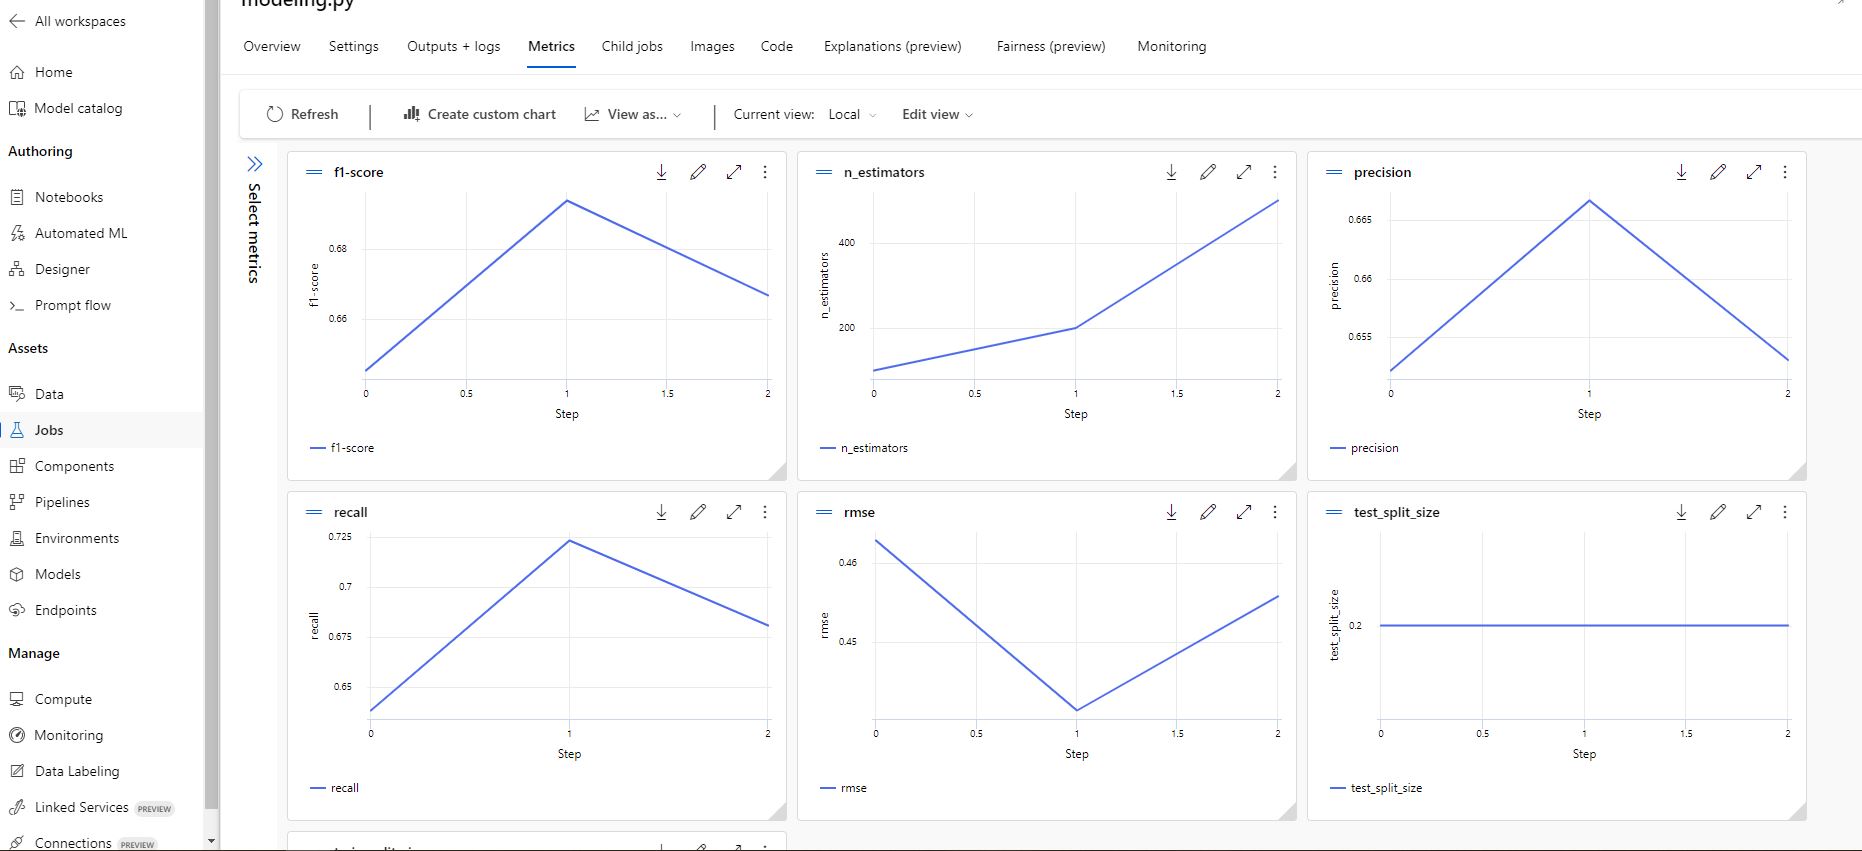 modeling.py
All workspaces
Home
Model catalog
Authoring
Notebooks
Automated ML
Designer
Prompt flow
Assets
Data
Jobs
Components
Pipelines
Environments
Models
Endpoints
Manage
Compute
Monitoring
Data Labeling
Linked Services PREVIEW
Connections PREVIEW
Overview Settings Outputs + logs Metrics Child jobs Images Code Explanations (preview) Fairness (preview) Monitoring
Refresh Create custom chart View as... Current view: Local Edit view
Select metrics
f1-score
f1-score
0.68
0.66
0 0.5 1 1.5 2
Step
f1-score
n_estimators
n_estimators
400
200
0 0.5 1 1.5 2
Step
n_estimators
precision
precision
0.665
0.66
0.655
0 1 2
Step
precision
recall
recall
0.725
0.7
0.675
0.65
0 1 2
Step
recall
rmse
rmse
0.46
0.45
0 0.5 1 1.5 2
Step
rmse
test_split_size
test_split_size
0.2
0 0.5 1 1.5 2
Step
test_split_size